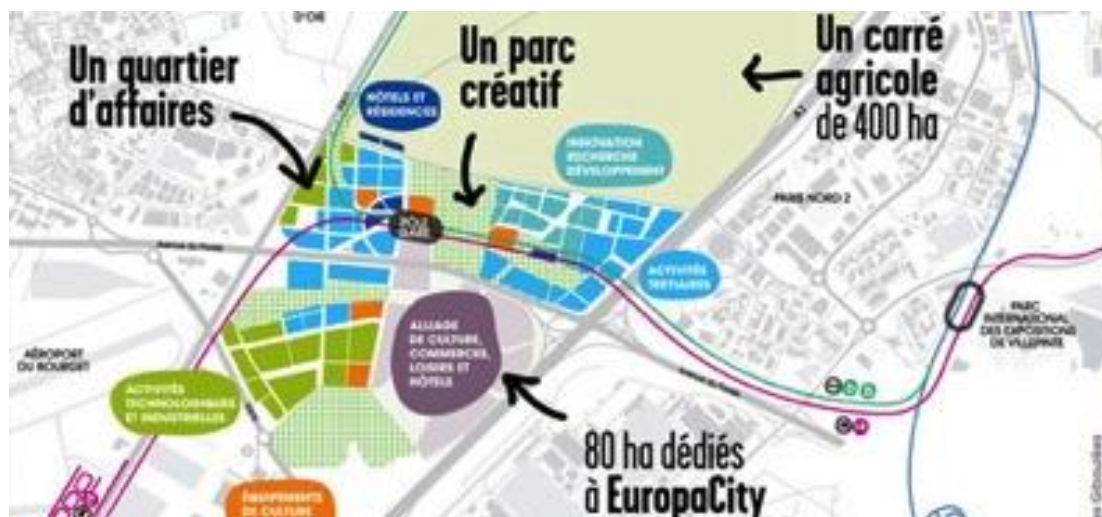 Un quartier
d'affaires
Un parc
créatif
Un carré
agricole
de 400 ha
HÔTELS ET
RÉSIDENCES
INNOVATION
RECHERCHE
DÉVELOPPEMENT
PARIS NORD 2
ACTIVITÉS
TERTIAIRES
ALLIAGE
DE CULTURE,
COMMERCES,
LOISIRS ET
HÔTELS
AÉROPORT
DU BOURGET
ACTIVITÉS
TECHNOLOGIQUES
ET INDUSTRIELLES
PARC
INTERNATIONAL
DES EXPOSITIONS
DE VILLEPINTE
80 ha dédiés
à EuropaCity
ÉQUIPEMENTS
DE CULTURE